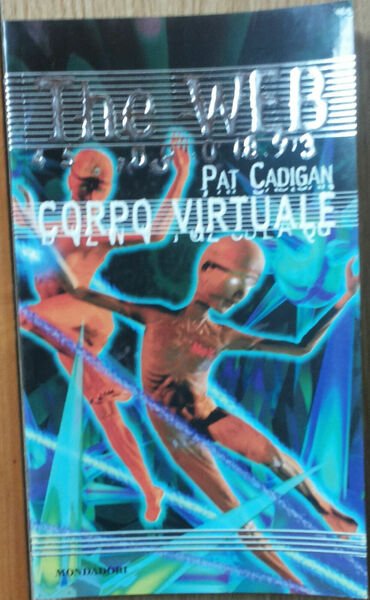 The WEB
PAT CADIGAN
CORPO VIRTUALE
MONDADORI